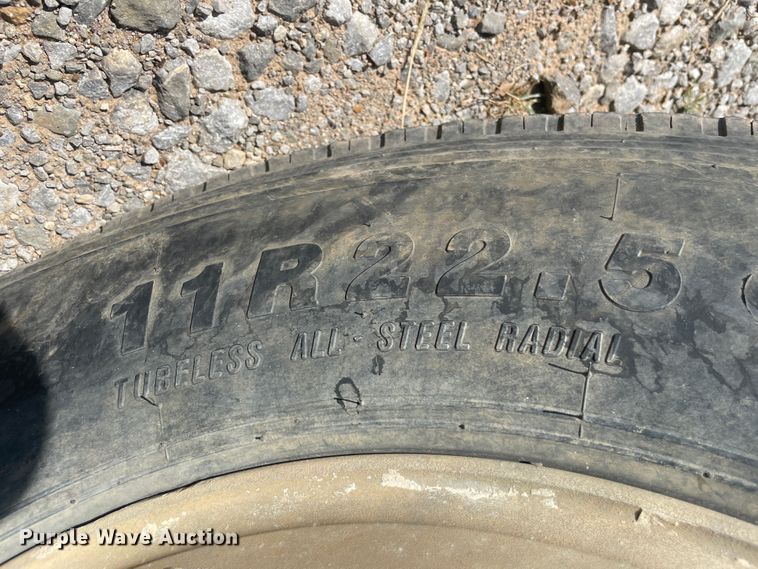 11R22.5
TUBELESS ALL-STEEL RADIAL
Purple Wave Auction